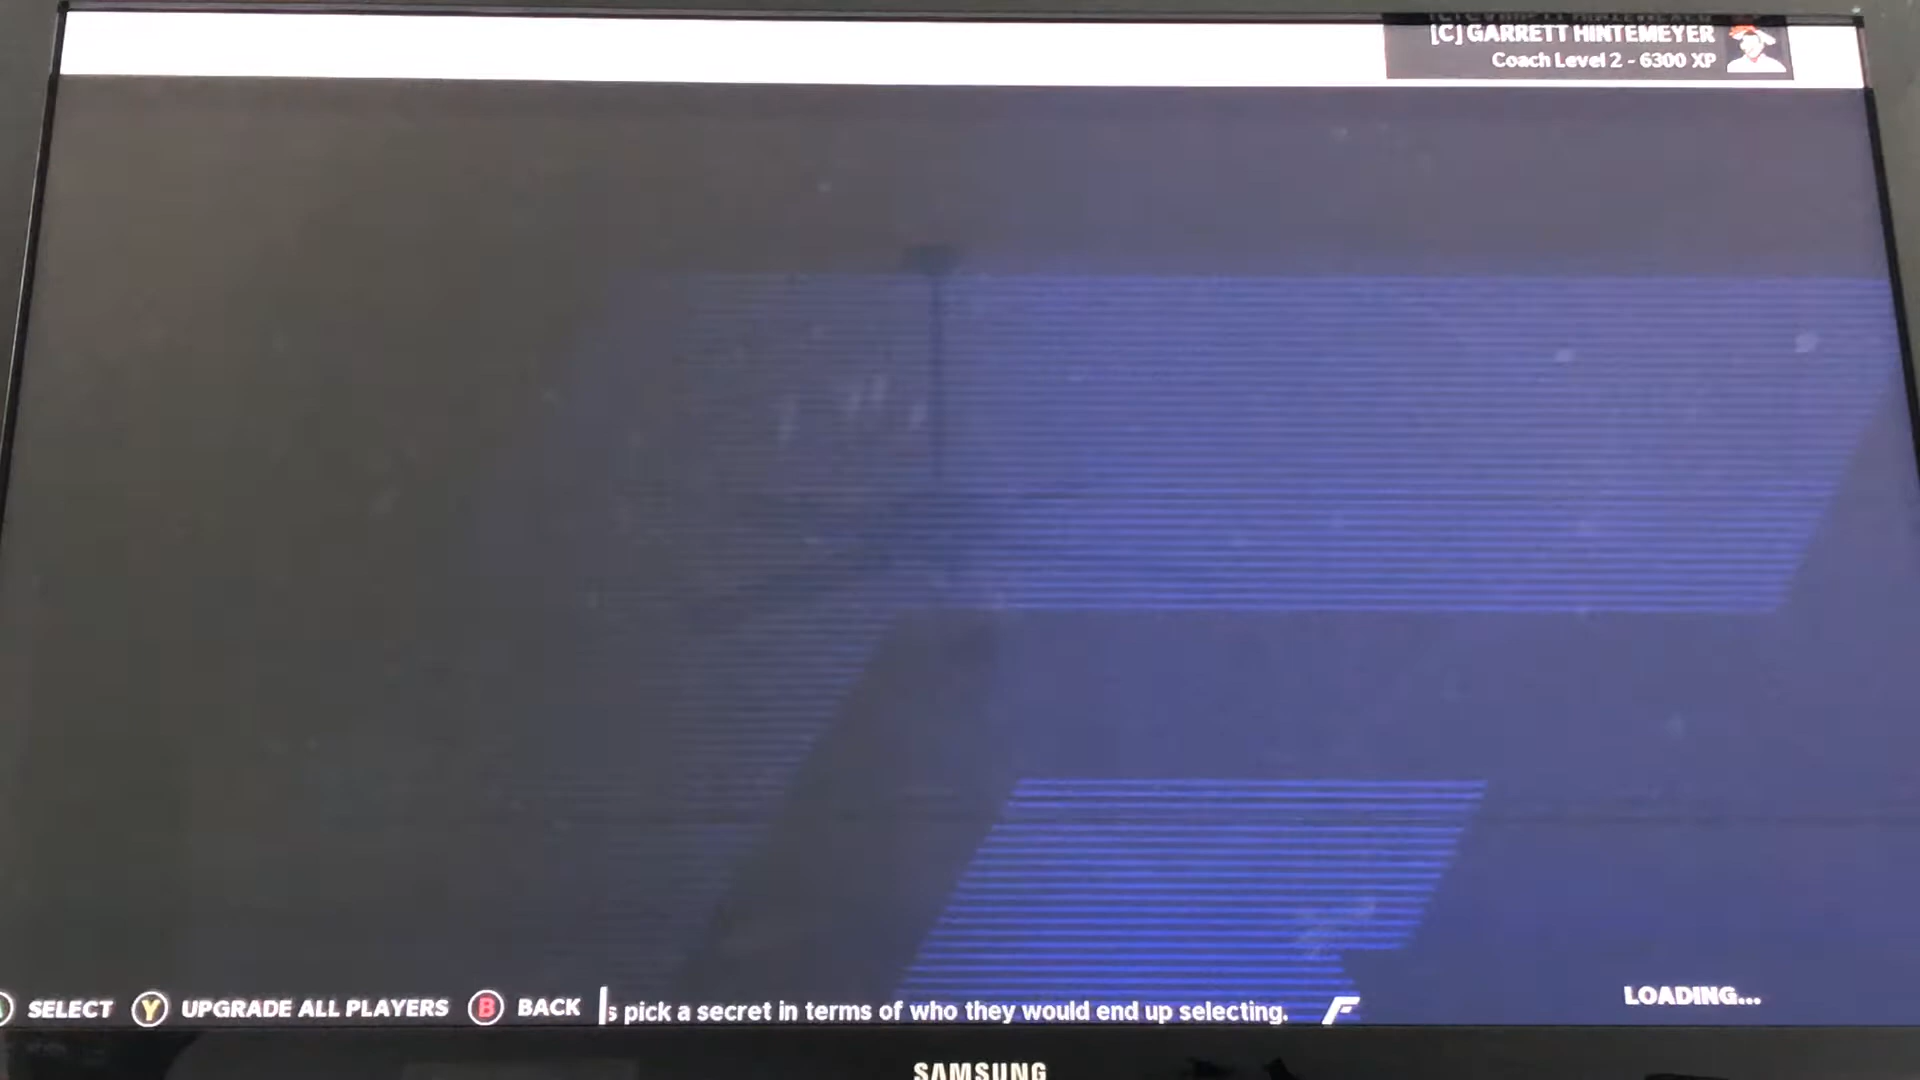 [C] GARRETT HINTEMEYER
Coach Level 2 - 6300 XP
SELECT Y UPGRADE ALL PLAYERS B BACK s pick a secret in terms of who they would end up selecting.
LOADING...
SAMSUNG